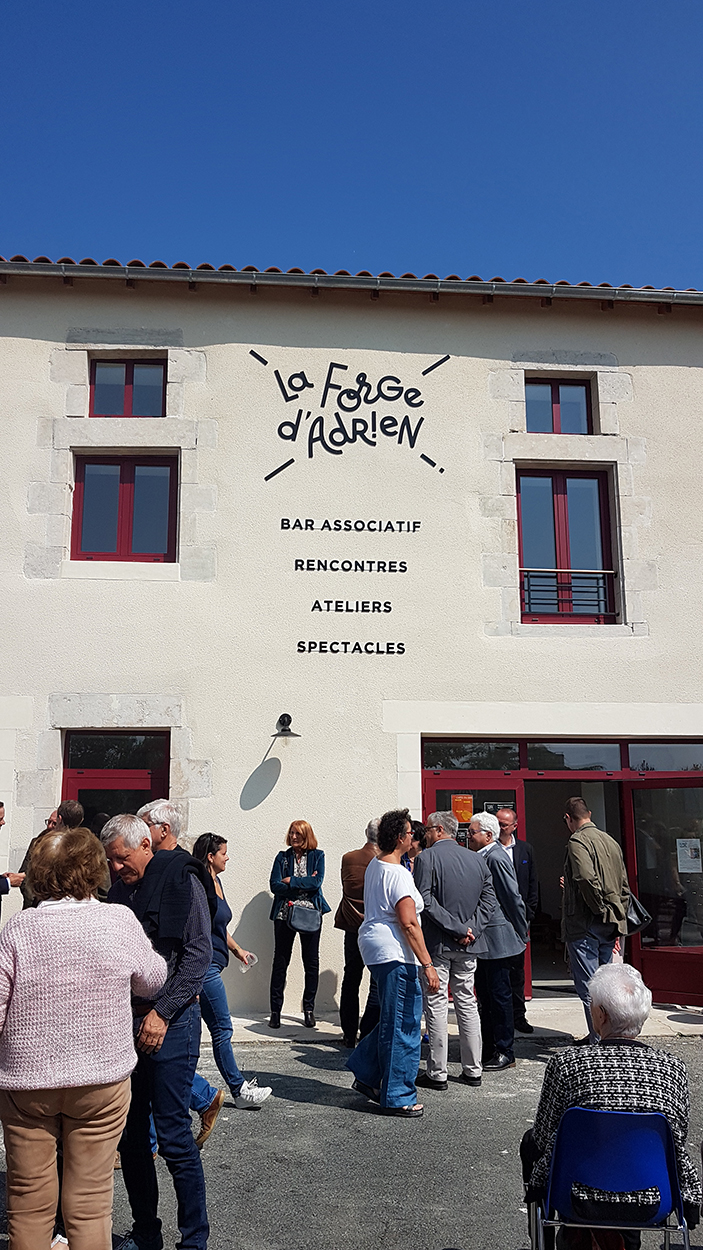 La Forge
d'Adrien
BAR ASSOCIATIF
RENCONTRES
ATELIERS
SPECTACLES